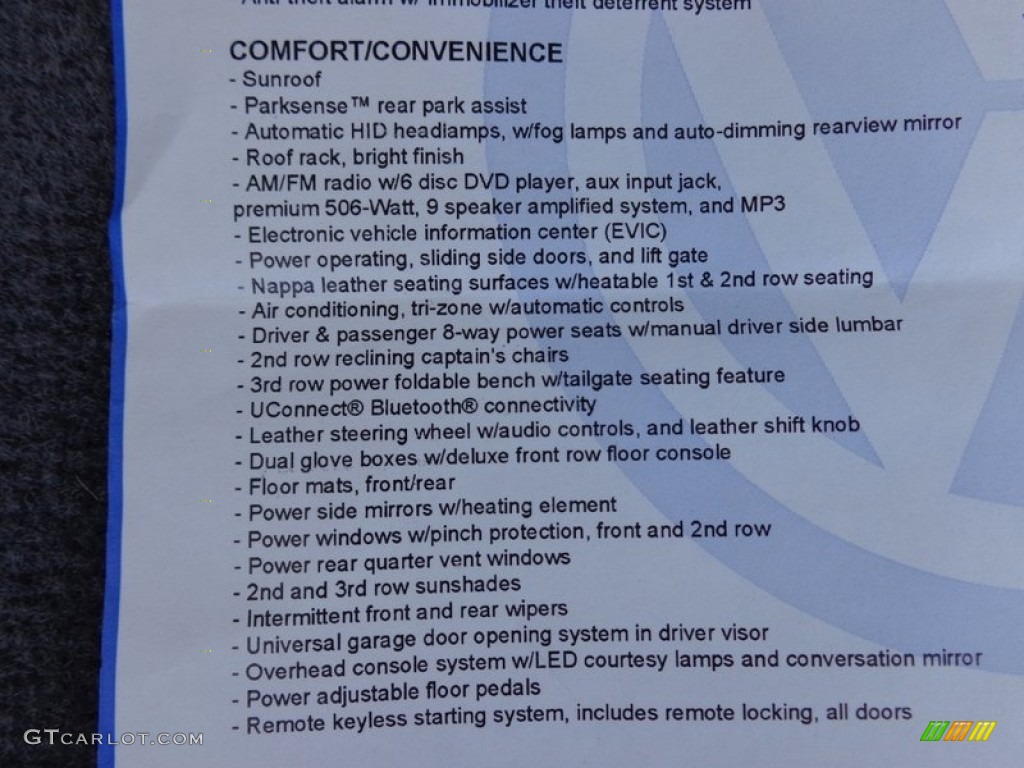 Anti-theft alarm w/ immobilizer theft deterrent system
COMFORT/CONVENIENCE
- Sunroof
- Parksense™ rear park assist
- Automatic HID headlamps, w/fog lamps and auto-dimming rearview mirror
- Roof rack, bright finish
- AM/FM radio w/6 disc DVD player, aux input jack,
premium 506-Watt, 9 speaker amplified system, and MP3
- Electronic vehicle information center (EVIC)
- Power operating, sliding side doors, and lift gate
- Nappa leather seating surfaces w/heatable 1st & 2nd row seating
- Air conditioning, tri-zone w/automatic controls
- Driver & passenger 8-way power seats w/manual driver side lumbar
- 2nd row reclining captain's chairs
- 3rd row power foldable bench w/tailgate seating feature
- UConnect® Bluetooth® connectivity
- Leather steering wheel w/audio controls, and leather shift knob
- Dual glove boxes w/deluxe front row floor console
- Floor mats, front/rear
- Power side mirrors w/heating element
- Power windows w/pinch protection, front and 2nd row
- Power rear quarter vent windows
- 2nd and 3rd row sunshades
- Intermittent front and rear wipers
- Universal garage door opening system in driver visor
- Overhead console system w/LED courtesy lamps and conversation mirror
- Power adjustable floor pedals
- Remote keyless starting system, includes remote locking, all doors
GTCARLOT.COM